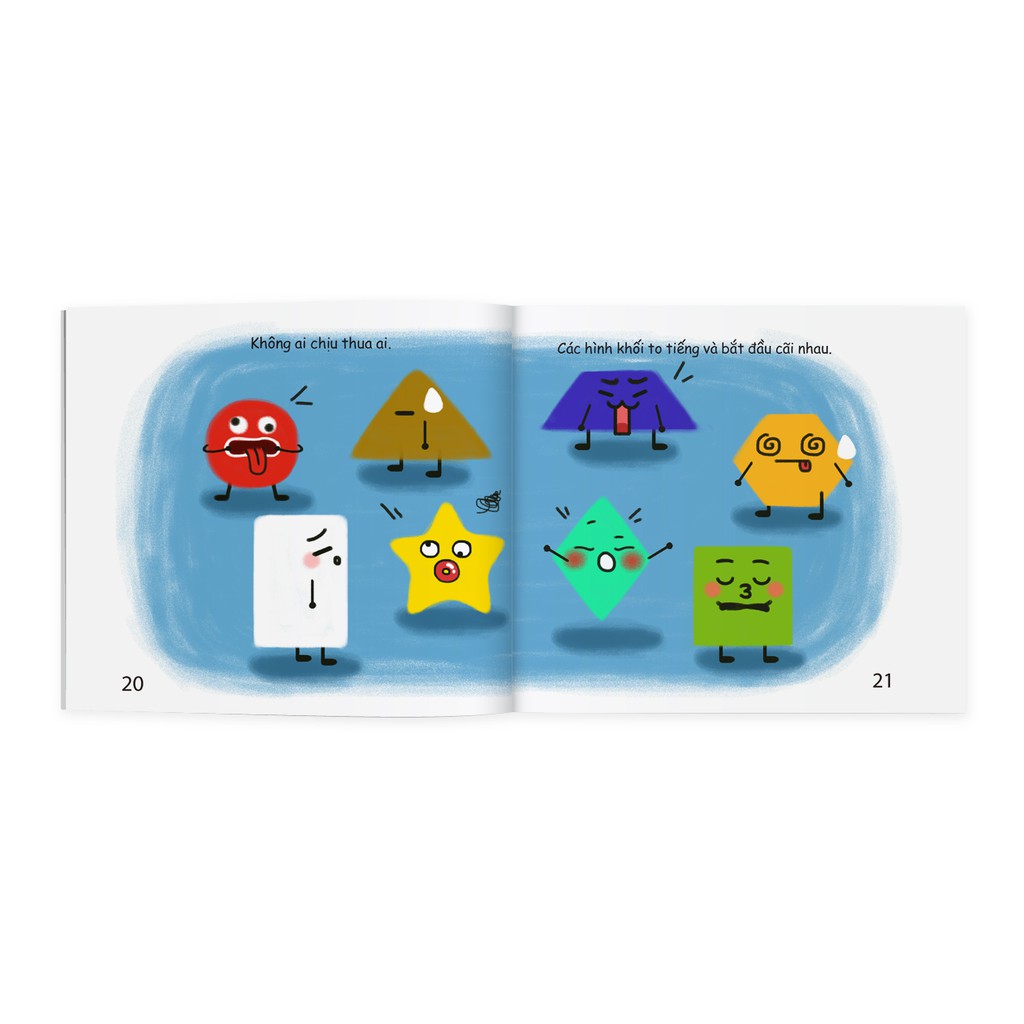 Không ai chịu thua ai.
Các hình khối to tiếng và bắt đầu cãi nhau.
20
21